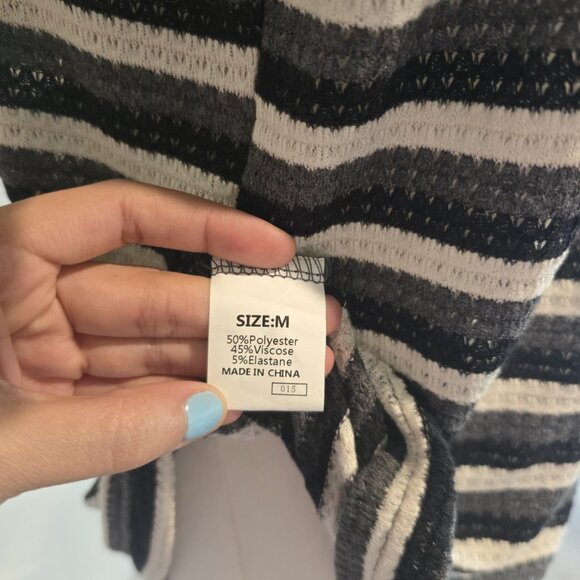 SIZE:M
50%Polyester
45%Viscose
5%Elastane
MADE IN CHINA
015